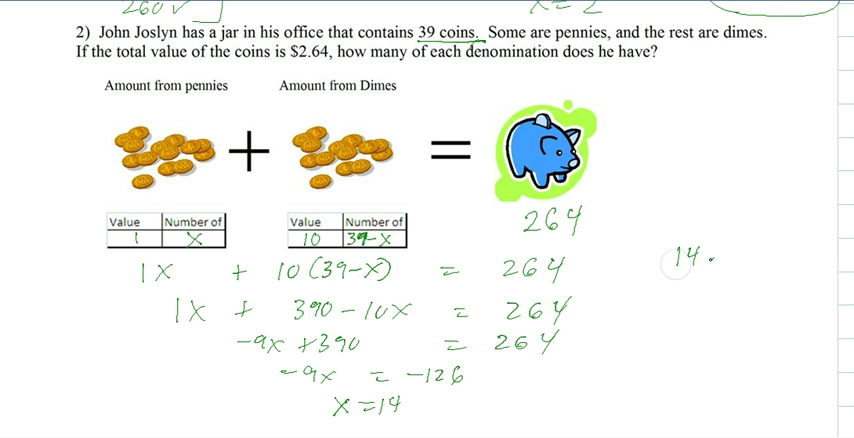 260
x = 2
2) John Joslyn has a jar in his office that contains 39 coins. Some are pennies, and the rest are dimes.
If the total value of the coins is $2.64, how many of each denomination does he have?
Amount from pennies Amount from Dimes
+ =
Value Number of Value Number of 264
1 x 10 39-x
1x + 10(39-x) = 264 14.
1x + 390-10x = 264
-9x +390 = 264
-9x = -126
x=14